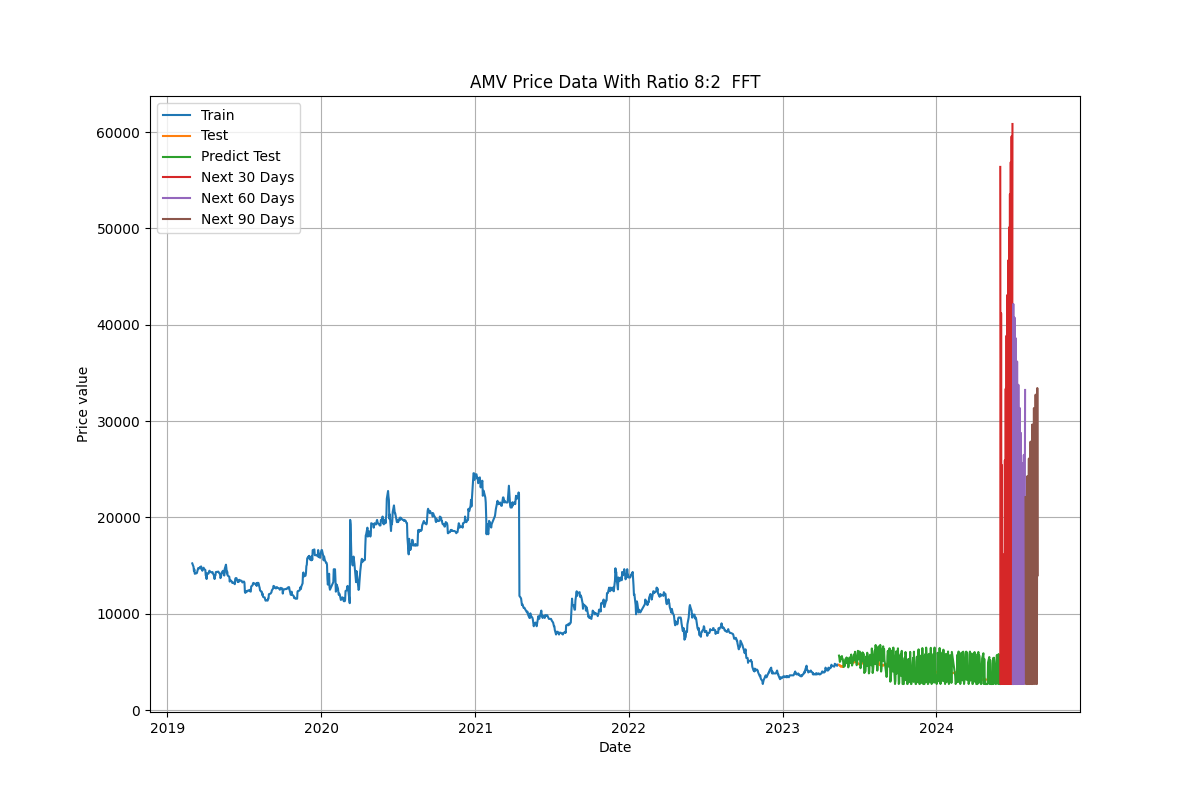 AMV Price Data With Ratio 8:2  FFT
Train
Test
Predict Test
Next 30 Days
Next 60 Days
Next 90 Days
60000
50000
40000
30000
20000
10000
0
Price value
2019 2020 2021 2022 2023 2024
Date